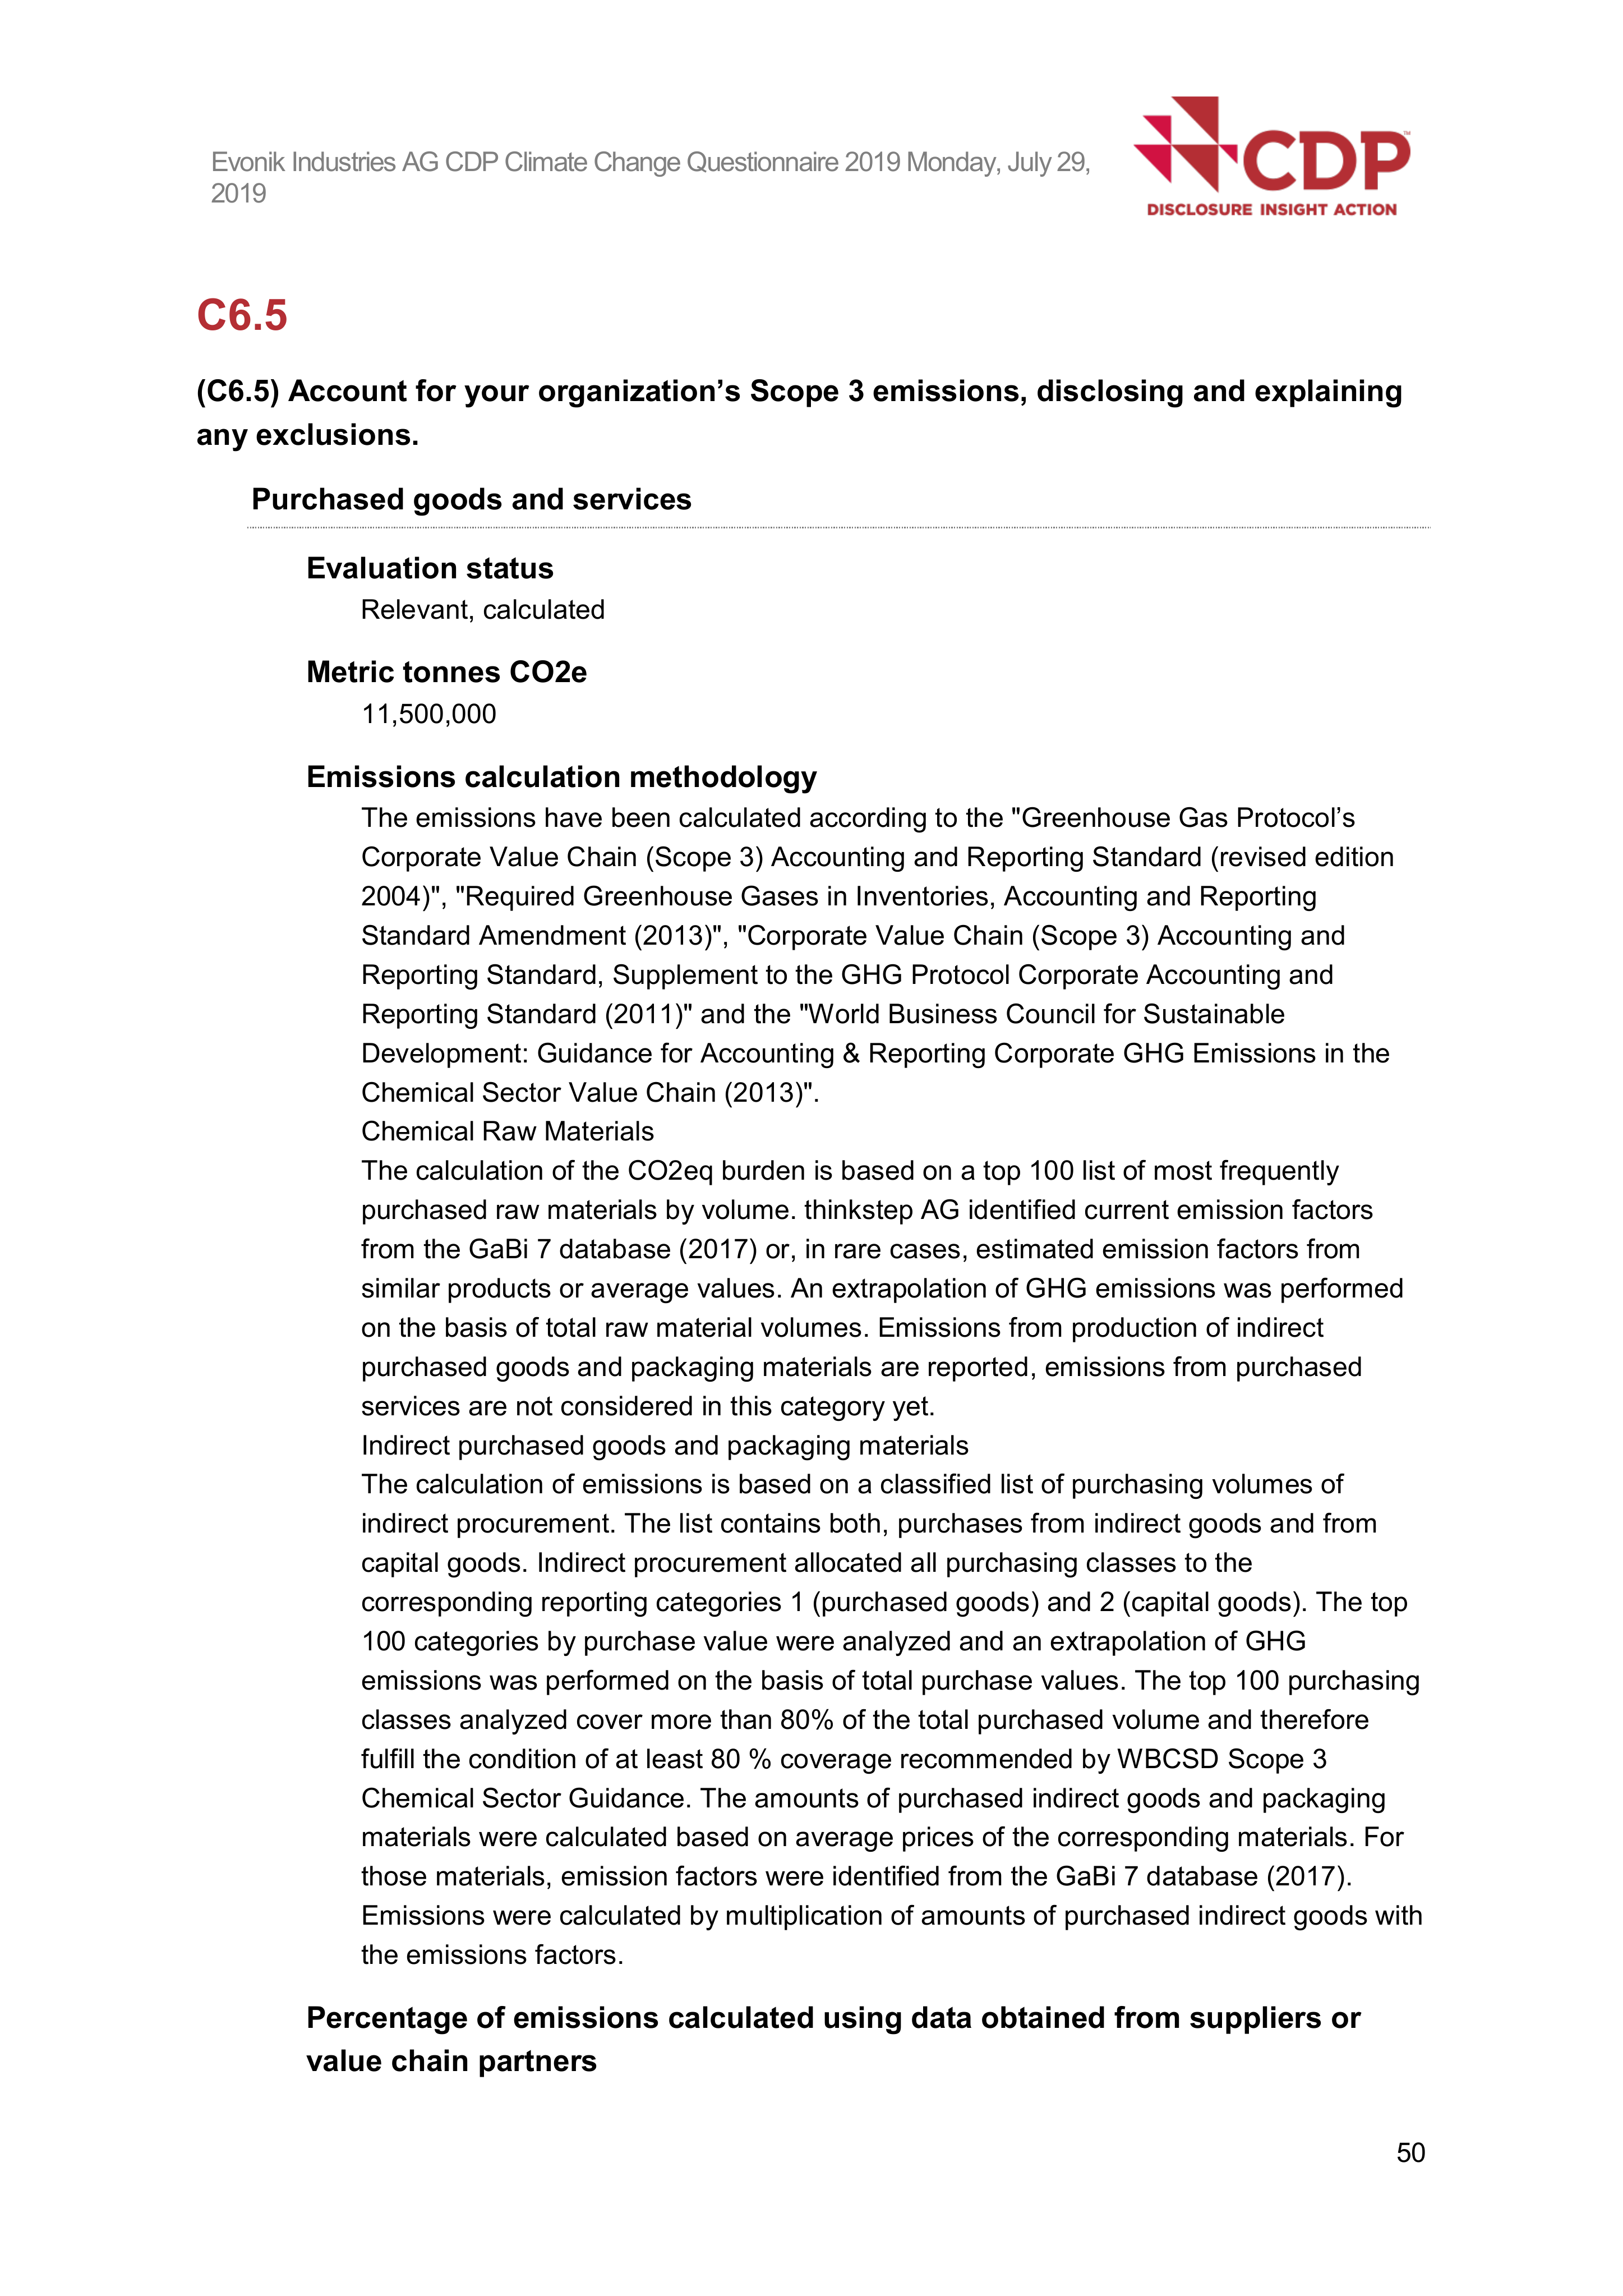 Evonik Industries AG CDP Climate Change Questionnaire 2019 Monday, July 29,
2019
CDP™
DISCLOSURE INSIGHT ACTION
C6.5
(C6.5) Account for your organization’s Scope 3 emissions, disclosing and explaining
any exclusions.
Purchased goods and services
Evaluation status
Relevant, calculated
Metric tonnes CO2e
11,500,000
Emissions calculation methodology
The emissions have been calculated according to the "Greenhouse Gas Protocol’s
Corporate Value Chain (Scope 3) Accounting and Reporting Standard (revised edition
2004)", "Required Greenhouse Gases in Inventories, Accounting and Reporting
Standard Amendment (2013)", "Corporate Value Chain (Scope 3) Accounting and
Reporting Standard, Supplement to the GHG Protocol Corporate Accounting and
Reporting Standard (2011)" and the "World Business Council for Sustainable
Development: Guidance for Accounting & Reporting Corporate GHG Emissions in the
Chemical Sector Value Chain (2013)".
Chemical Raw Materials
The calculation of the CO2eq burden is based on a top 100 list of most frequently
purchased raw materials by volume. thinkstep AG identified current emission factors
from the GaBi 7 database (2017) or, in rare cases, estimated emission factors from
similar products or average values. An extrapolation of GHG emissions was performed
on the basis of total raw material volumes. Emissions from production of indirect
purchased goods and packaging materials are reported, emissions from purchased
services are not considered in this category yet.
Indirect purchased goods and packaging materials
The calculation of emissions is based on a classified list of purchasing volumes of
indirect procurement. The list contains both, purchases from indirect goods and from
capital goods. Indirect procurement allocated all purchasing classes to the
corresponding reporting categories 1 (purchased goods) and 2 (capital goods). The top
100 categories by purchase value were analyzed and an extrapolation of GHG
emissions was performed on the basis of total purchase values. The top 100 purchasing
classes analyzed cover more than 80% of the total purchased volume and therefore
fulfill the condition of at least 80 % coverage recommended by WBCSD Scope 3
Chemical Sector Guidance. The amounts of purchased indirect goods and packaging
materials were calculated based on average prices of the corresponding materials. For
those materials, emission factors were identified from the GaBi 7 database (2017).
Emissions were calculated by multiplication of amounts of purchased indirect goods with
the emissions factors.
Percentage of emissions calculated using data obtained from suppliers or
value chain partners
50